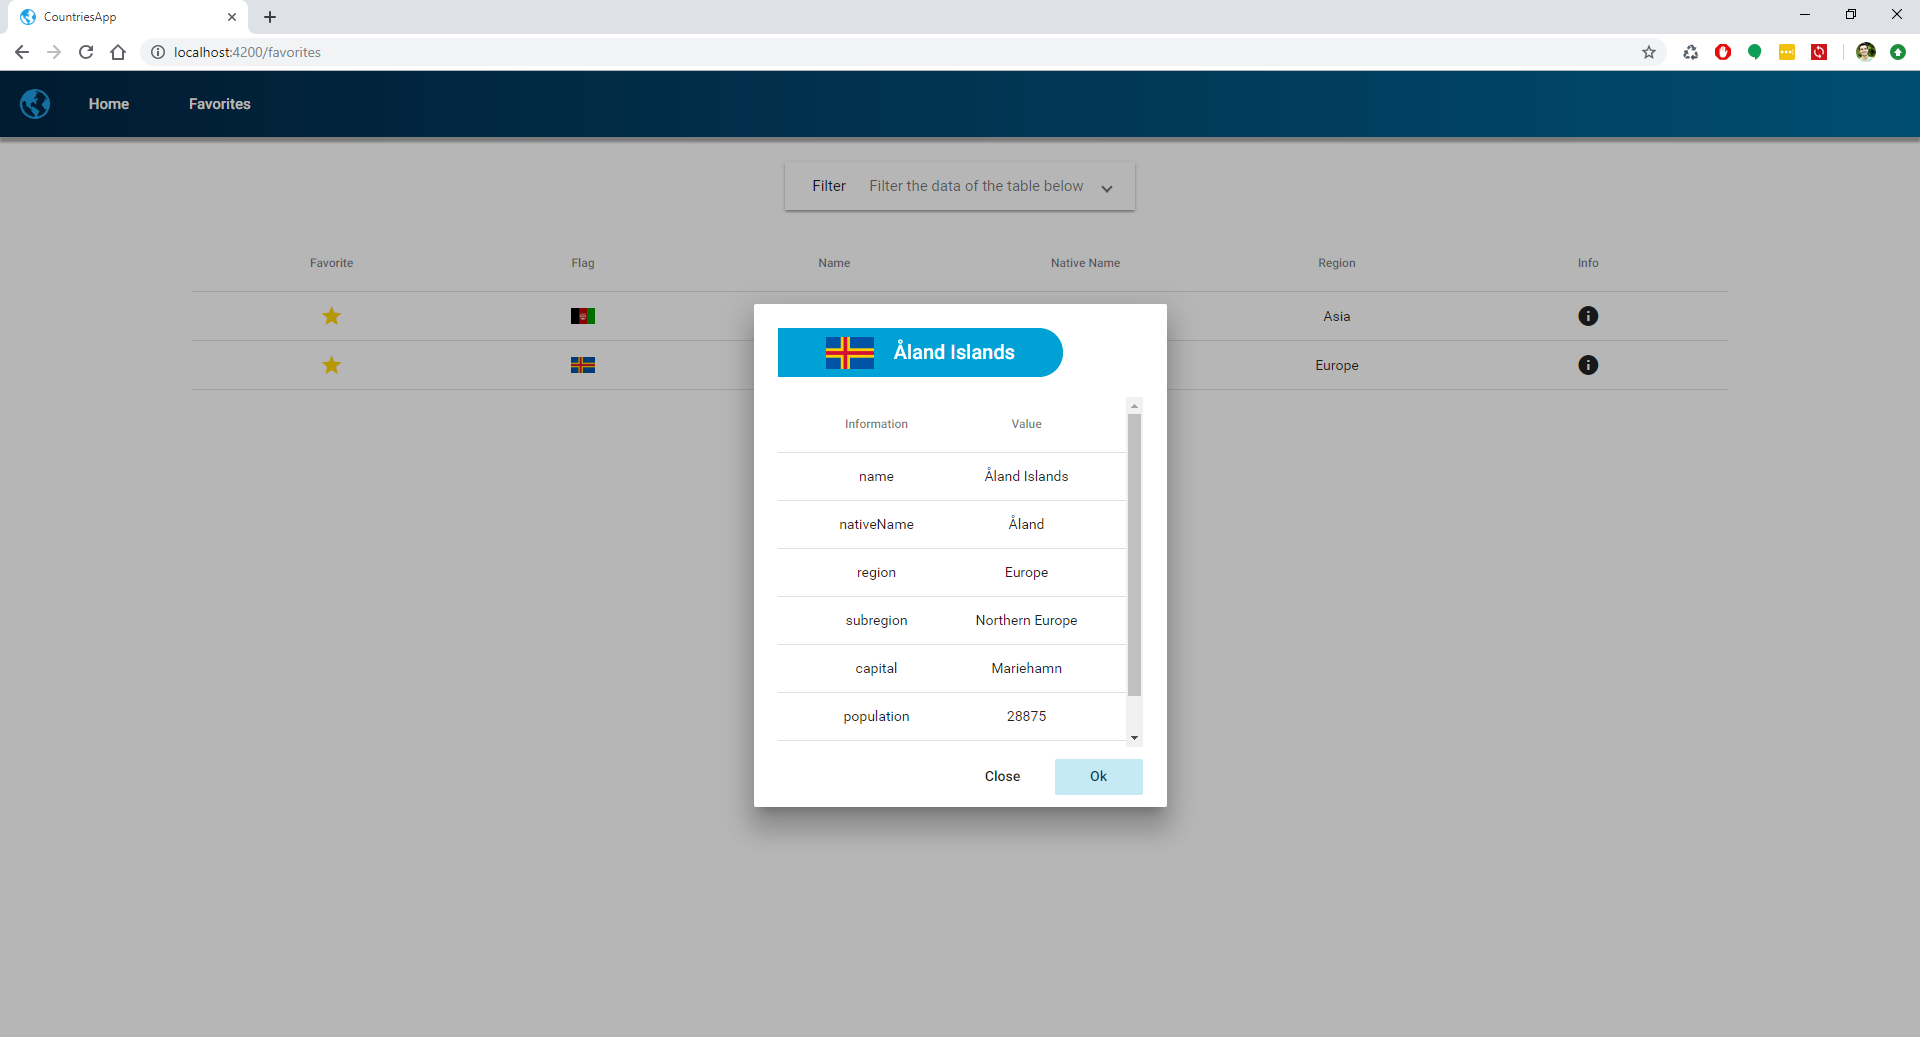 CountriesApp
localhost:4200/favorites
Home Favorites
Filter Filter the data of the table below
Favorite Flag Name Native Name Region Info
Asia
Europe
Åland Islands
Information Value
name Åland Islands
nativeName Åland
region Europe
subregion Northern Europe
capital Mariehamn
population 28875
Close Ok